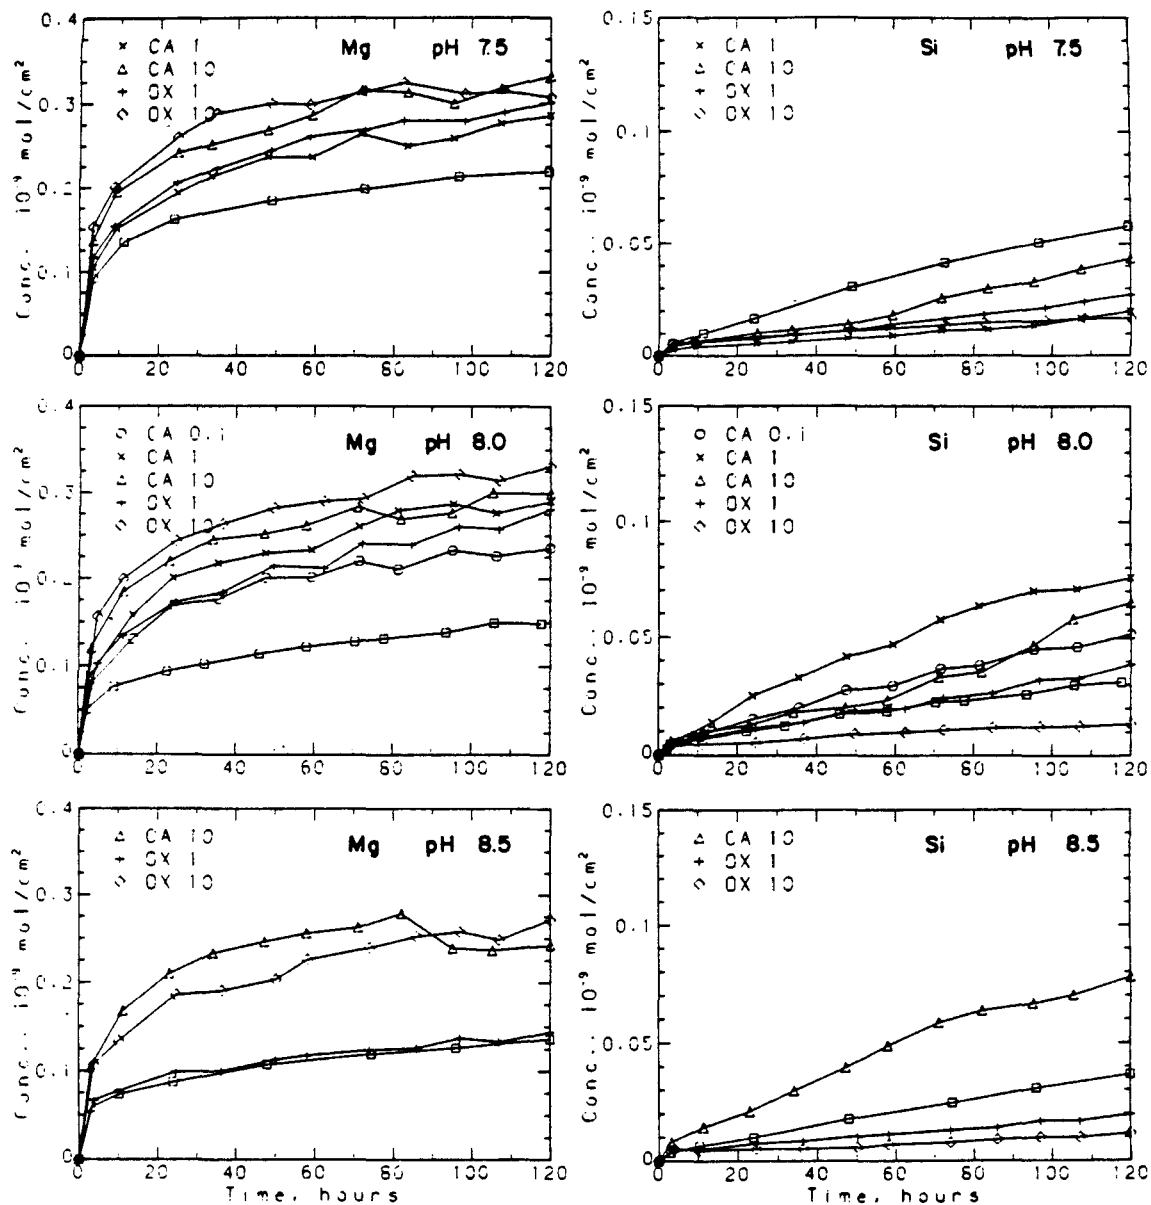 0.4
0.3
0.2
0.1
0
Conc. 10⁻⁹ mol/cm²
× CA 1
△ CA 10
+ OX 1
◇ OX 10
Mg pH 7.5
0 20 40 60 80 100 120
0.15
0.1
0.05
0
Conc. 10⁻⁹ mol/cm²
× CA 1
△ CA 10
+ OX 1
◇ OX 10
Si pH 7.5
0 20 40 60 80 100 120
0.4
0.3
0.2
0.1
0
mol/cm²
○ CA 0.1
× CA 1
△ CA 10
+ OX 1
◇ OX 10
Mg pH 8.0
0 20 40 60 80 100 120
0.15
0.1
0.05
0
Conc. 10⁻⁹ mol/cm²
○ CA 0.1
× CA 1
△ CA 10
+ OX 1
◇ OX 10
Si pH 8.0
0 20 40 60 80 100 120
0.4
0.3
0.2
0.1
0
Conc. 10⁻⁹ mol/cm²
△ CA 10
+ OX 1
◇ OX 10
Mg pH 8.5
0 20 40 60 80 100 120
Time, hours
0.15
0.1
0.05
0
Conc. 10⁻⁹ mol/cm²
△ CA 10
+ OX 1
◇ OX 10
Si pH 8.5
0 20 40 60 80 100 120
Time, hours